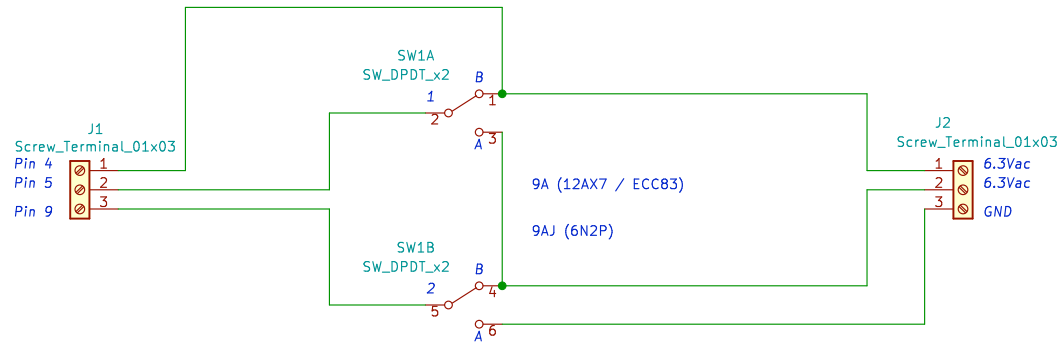 SW1A
SW_DPDT_x2
B
1
1
2
3
A
J1
Screw_Terminal_01x03
Pin 4
1
Pin 5
2
Pin 9
3
J2
Screw_Terminal_01x03
1
6.3Vac
2
6.3Vac
3
GND
9A (12AX7 / ECC83)
9AJ (6N2P)
SW1B
SW_DPDT_x2
B
2
4
5
6
A